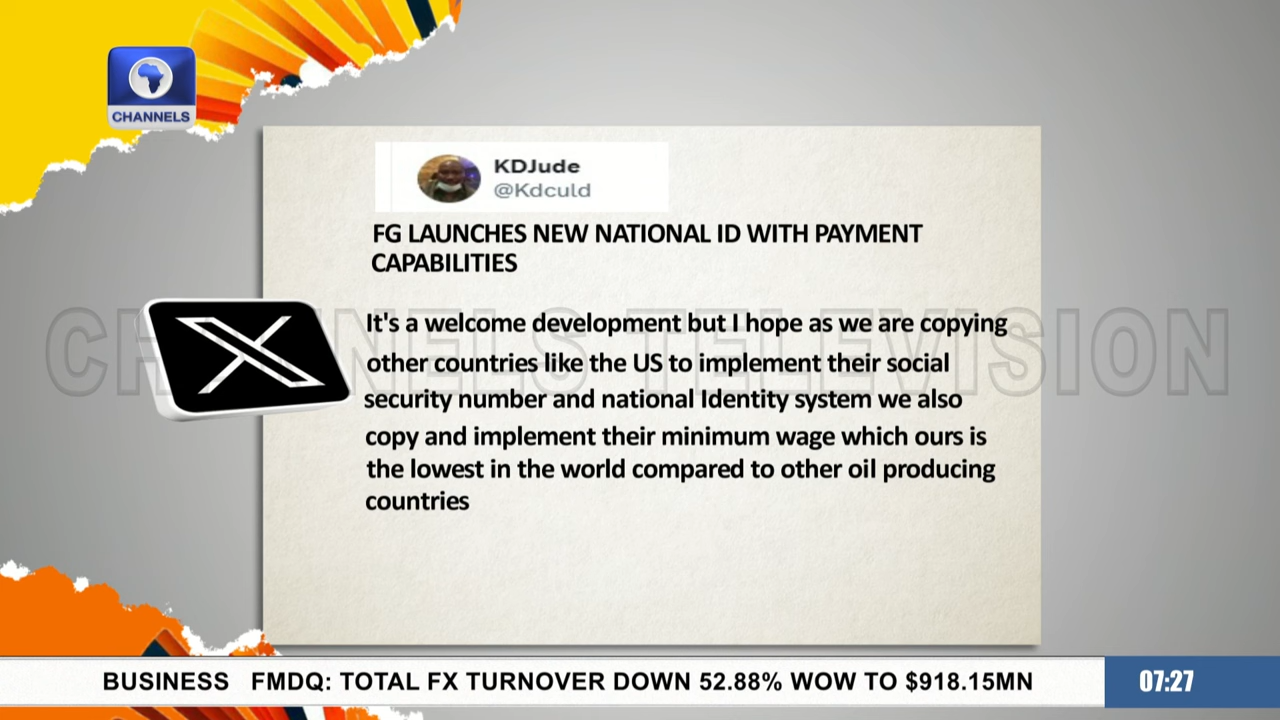 CHANNELS
KDJude
@Kdculd
FG LAUNCHES NEW NATIONAL ID WITH PAYMENT
CAPABILITIES
It's a welcome development but I hope as we are copying
other countries like the US to implement their social
security number and national Identity system we also
copy and implement their minimum wage which ours is
the lowest in the world compared to other oil producing
countries
CHANNELS TELEVISION
BUSINESS FMDQ: TOTAL FX TURNOVER DOWN 52.88% WOW TO $918.15MN
07:27